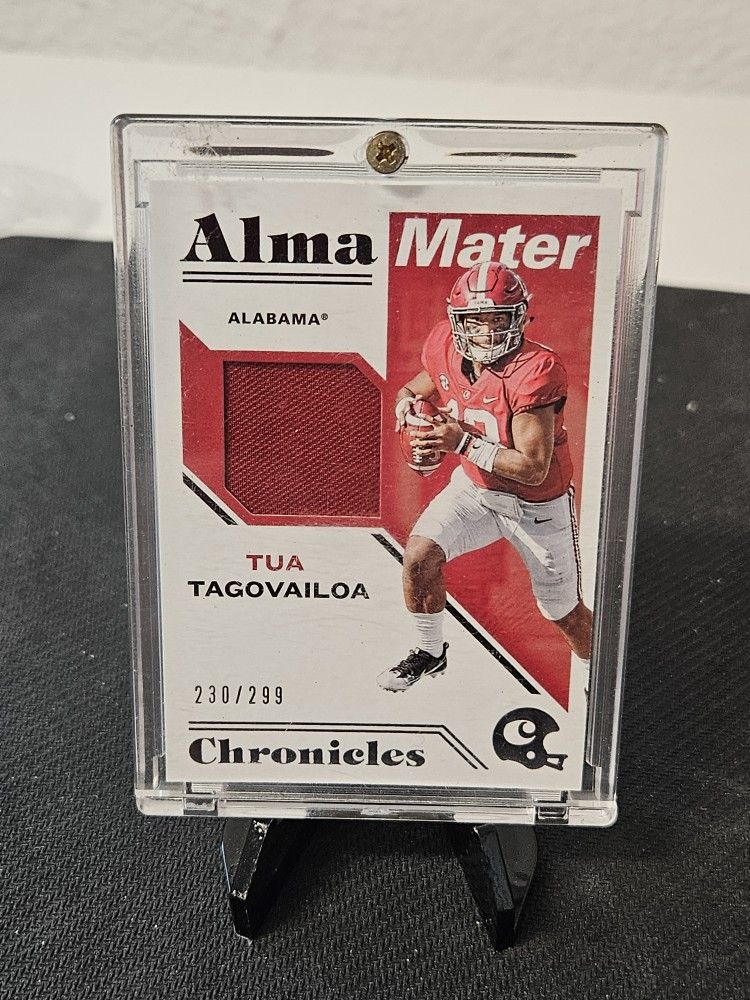 Alma Mater
ALABAMA®
TUA
TAGOVAILOA
230/299
Chronicles